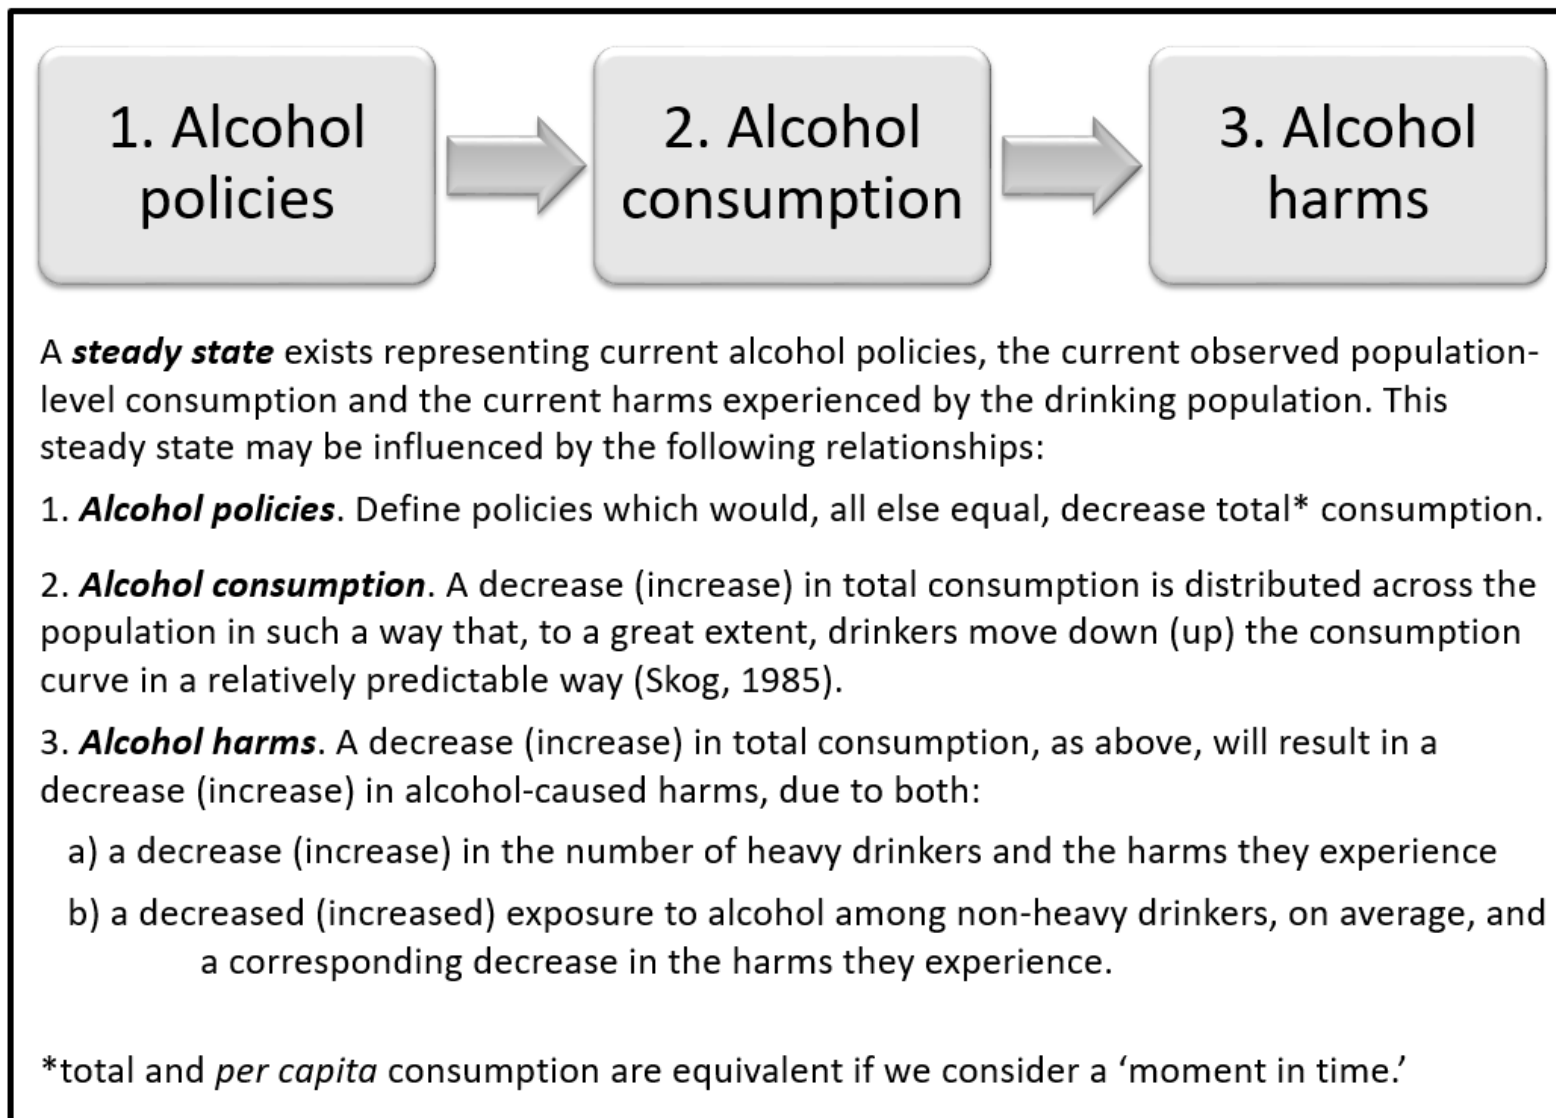 1. Alcohol
policies
2. Alcohol
consumption
3. Alcohol
harms
A steady state exists representing current alcohol policies, the current observed population-
level consumption and the current harms experienced by the drinking population. This
steady state may be influenced by the following relationships:
1. Alcohol policies. Define policies which would, all else equal, decrease total* consumption.
2. Alcohol consumption. A decrease (increase) in total consumption is distributed across the
population in such a way that, to a great extent, drinkers move down (up) the consumption
curve in a relatively predictable way (Skog, 1985).
3. Alcohol harms. A decrease (increase) in total consumption, as above, will result in a
decrease (increase) in alcohol-caused harms, due to both:
a) a decrease (increase) in the number of heavy drinkers and the harms they experience
b) a decreased (increased) exposure to alcohol among non-heavy drinkers, on average, and
a corresponding decrease in the harms they experience.
*total and per capita consumption are equivalent if we consider a ‘moment in time.’